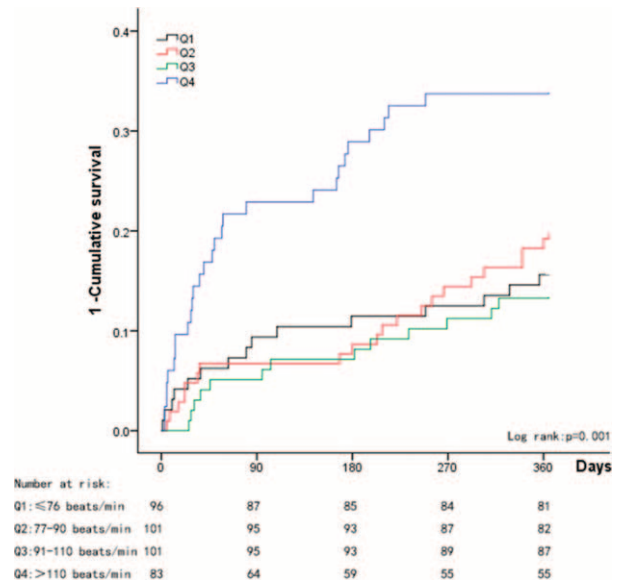 0.4
Q1
Q2
Q3
Q4
0.3
1-Cumulative survival
0.2
0.1
0.0
Log rank:p=0.001
0 90 180 270 360 Days
Number at risk:
Q1:≤76 beats/min 96 87 85 84 81
Q2:77-90 beats/min 101 95 93 87 82
Q3:91-110 beats/min 101 95 93 89 87
Q4:>110 beats/min 83 64 59 55 55